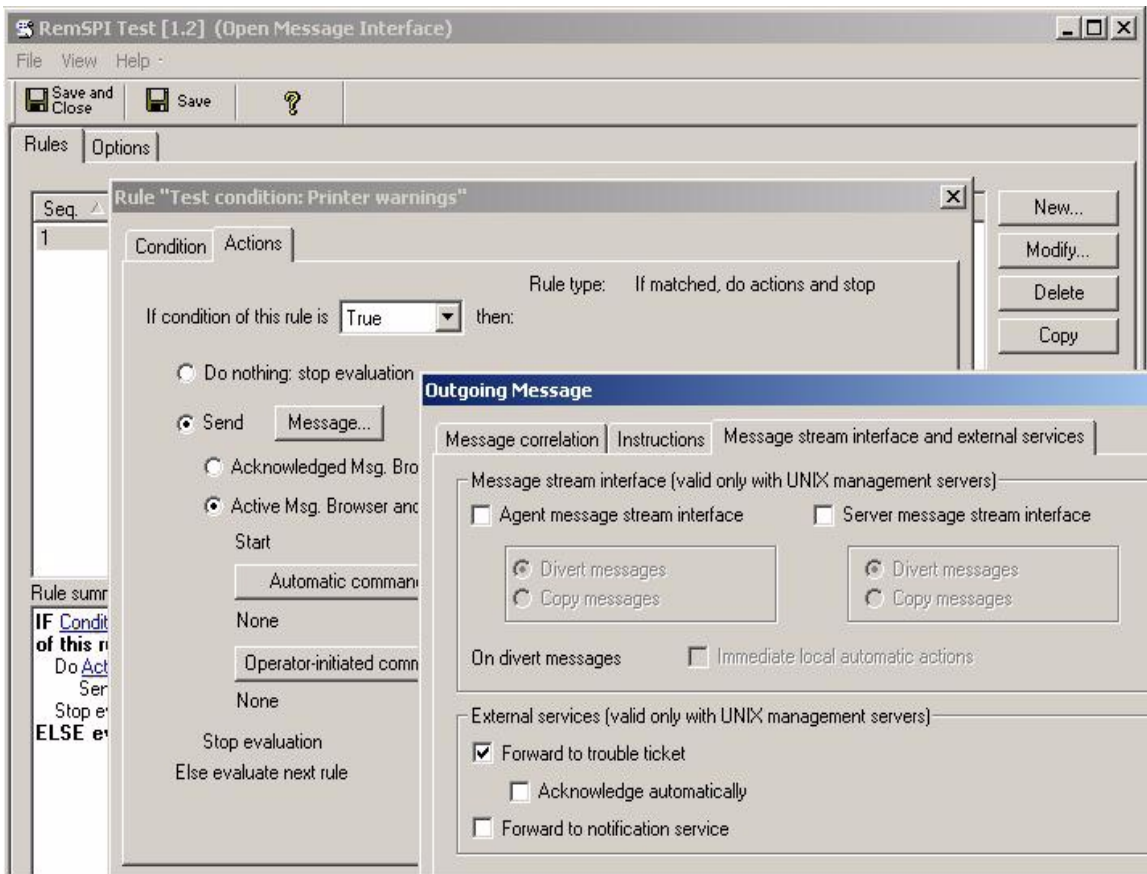 RemSPI Test [1.2] (Open Message Interface)
File View Help
Save and Close
Save
Rules
Options
Seq.
1
New...
Modify...
Delete
Copy
Rule "Test condition: Printer warnings"
Condition
Actions
Rule type: If matched, do actions and stop
If condition of this rule is True then:
Do nothing: stop evaluation
Send Message...
Acknowledged Msg. Bro
Active Msg. Browser and
Start
Automatic comman
None
Operator-initiated comm
None
Stop evaluation
Else evaluate next rule
Rule summ
IF Condit
of this ru
Do Act
Sen
Stop e
ELSE ev
Outgoing Message
Message correlation
Instructions
Message stream interface and external services
Message stream interface (valid only with UNIX management servers)
Agent message stream interface
Server message stream interface
Divert messages
Copy messages
Divert messages
Copy messages
On divert messages
Immediate local automatic actions
External services (valid only with UNIX management servers)
Forward to trouble ticket
Acknowledge automatically
Forward to notification service